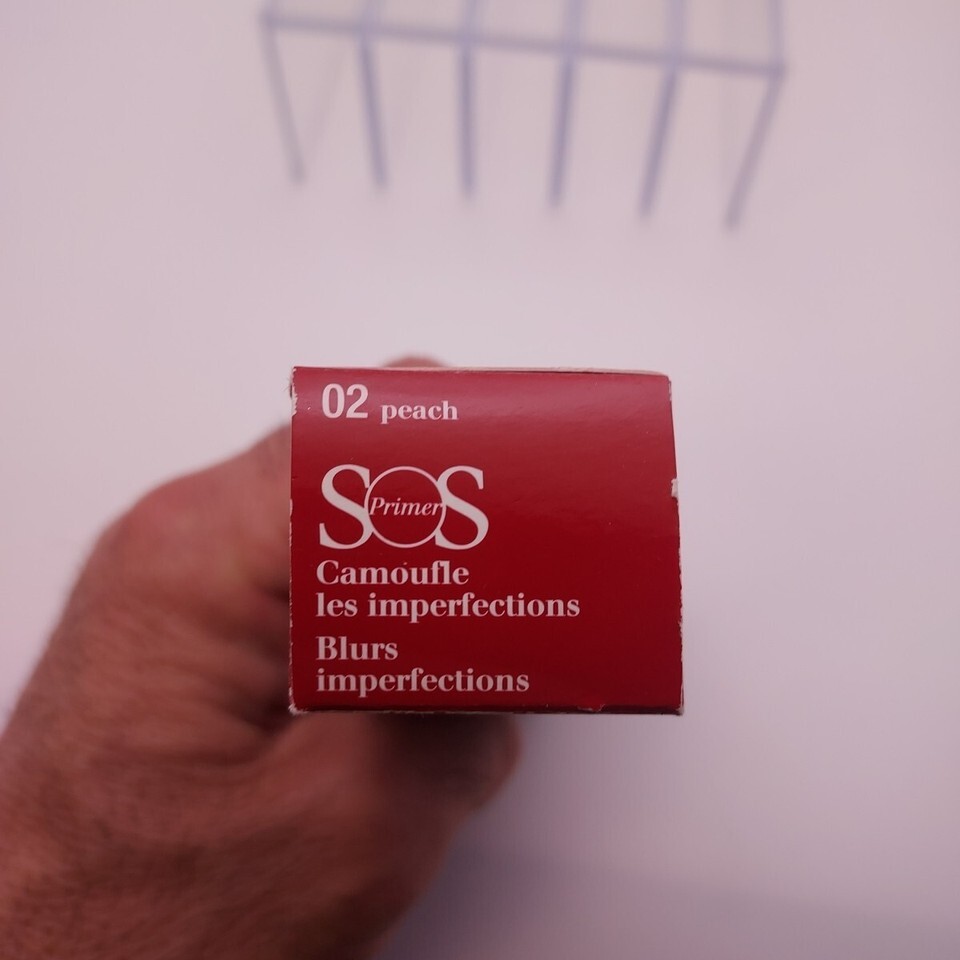 02 peach
SOS
Primer
Camoufle
les imperfections
Blurs
imperfections